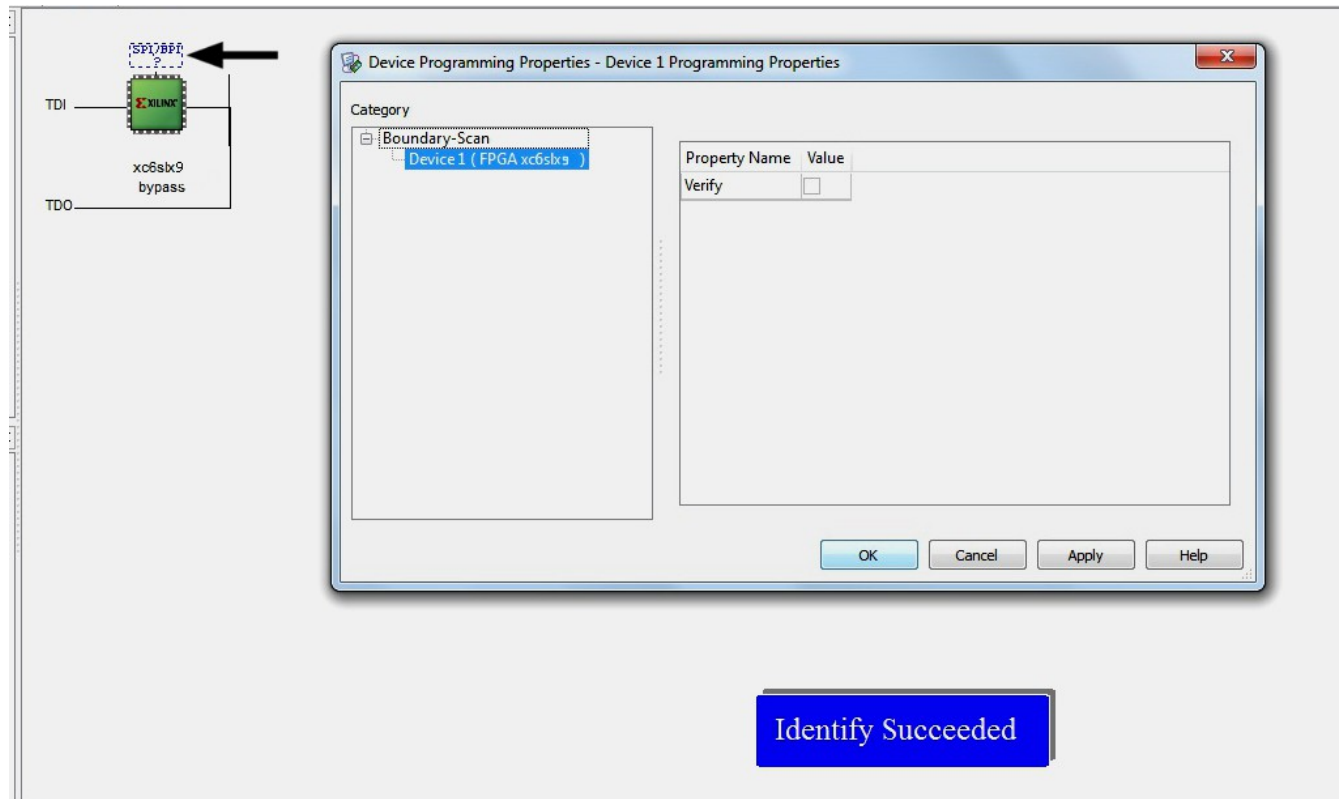 SPI/BPI
?
TDI
XILINX
xc6slx9
bypass
TDO
Device Programming Properties - Device 1 Programming Properties
x
Category
Boundary-Scan
Device 1 ( FPGA xc6slx9 )
Property Name Value
Verify
OK Cancel Apply Help
Identify Succeeded